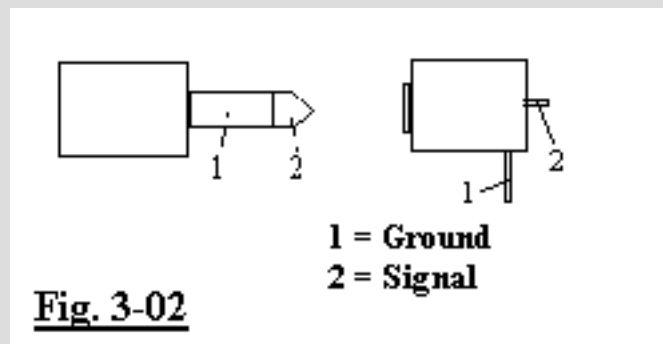 1 2
1 2
1 = Ground
2 = Signal
Fig. 3-02